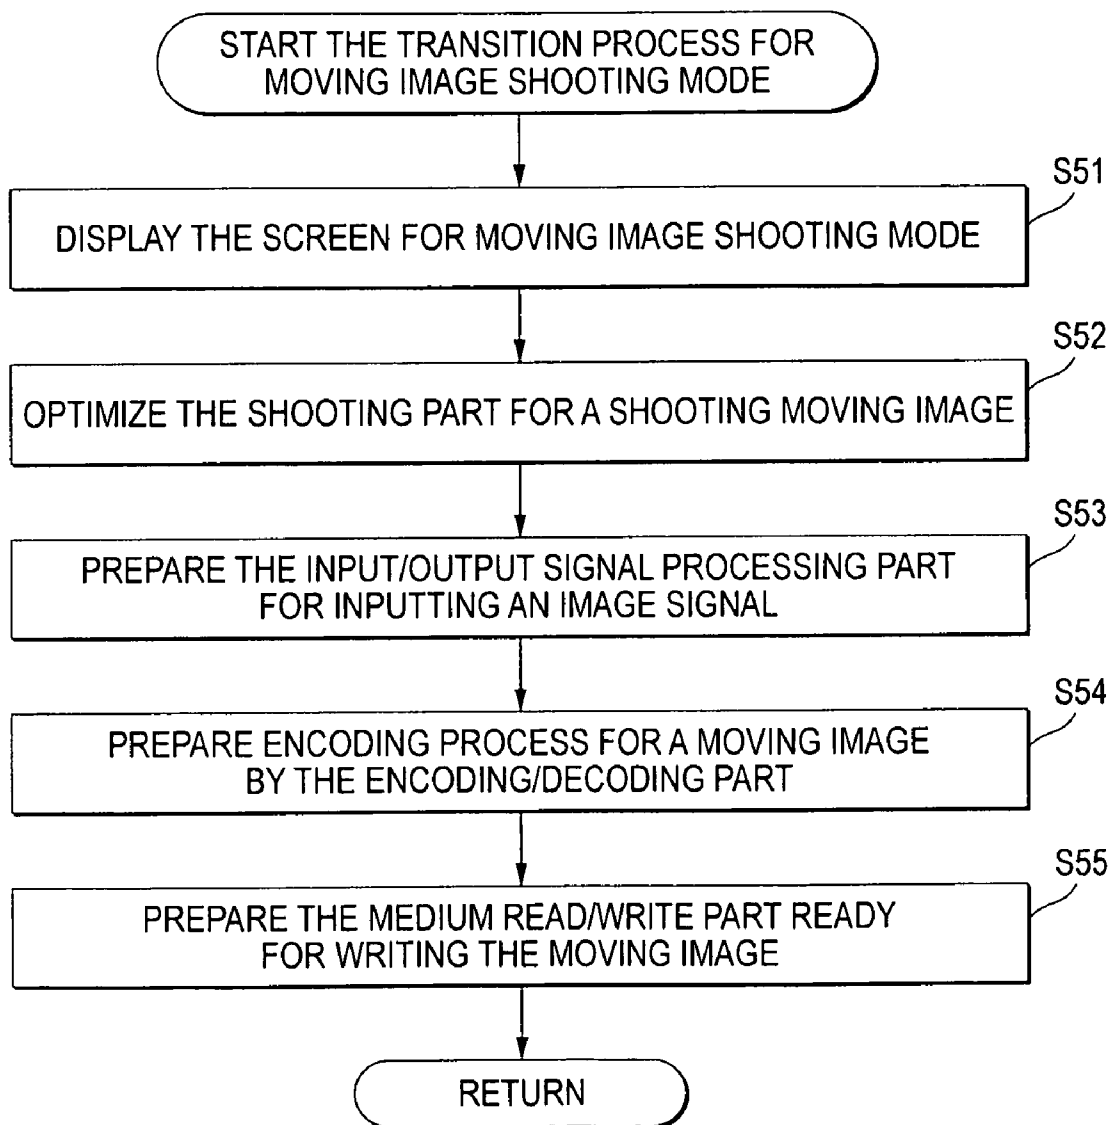 START THE TRANSITION PROCESS FOR
MOVING IMAGE SHOOTING MODE
S51
DISPLAY THE SCREEN FOR MOVING IMAGE SHOOTING MODE
S52
OPTIMIZE THE SHOOTING PART FOR A SHOOTING MOVING IMAGE
S53
PREPARE THE INPUT/OUTPUT SIGNAL PROCESSING PART
FOR INPUTTING AN IMAGE SIGNAL
S54
PREPARE ENCODING PROCESS FOR A MOVING IMAGE
BY THE ENCODING/DECODING PART
S55
PREPARE THE MEDIUM READ/WRITE PART READY
FOR WRITING THE MOVING IMAGE
RETURN